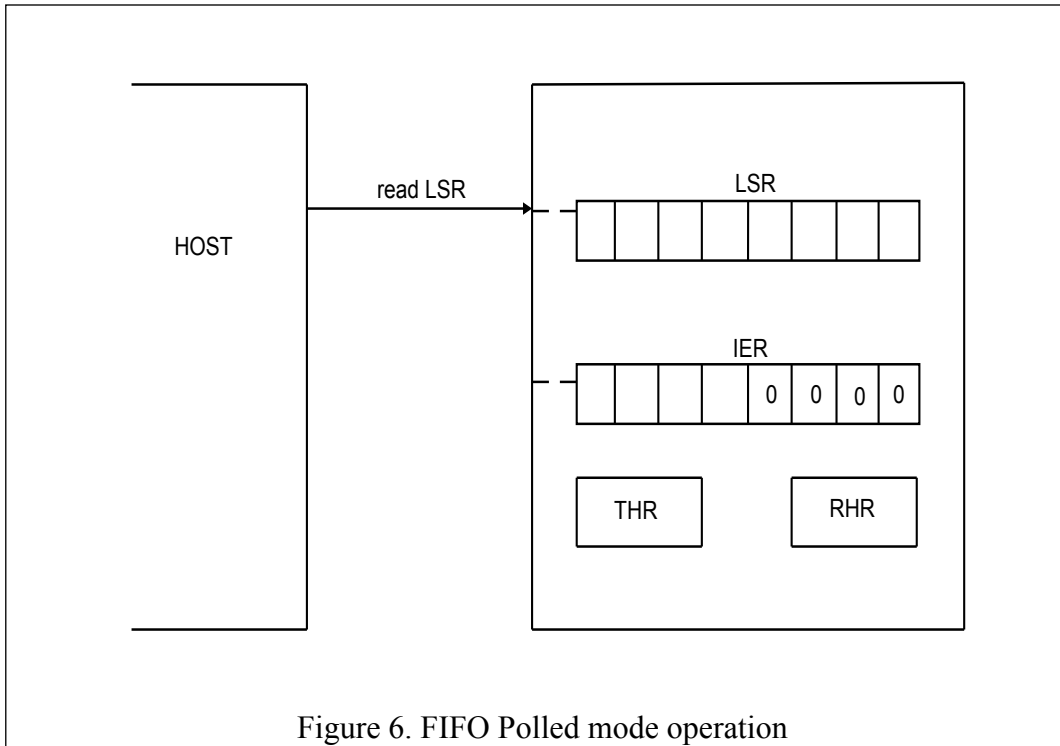 read LSR
LSR
HOST
IER
0 0 0 0
THR RHR
Figure 6. FIFO Polled mode operation